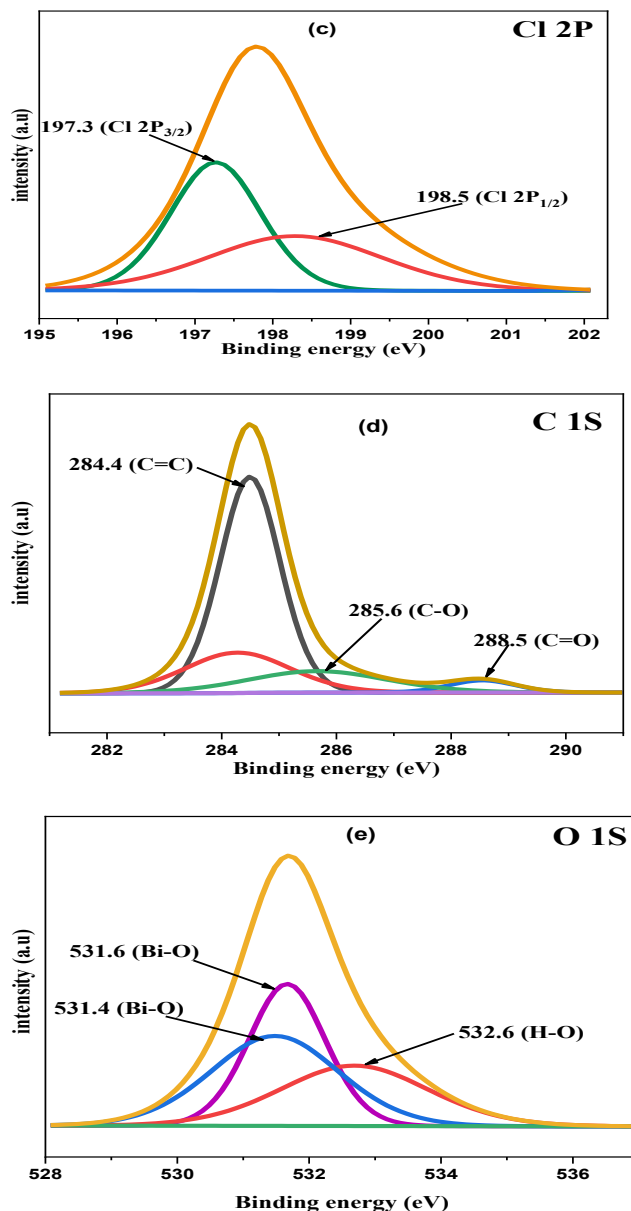 (c)
Cl 2P
197.3 (Cl 2P3/2)
198.5 (Cl 2P1/2)
intensity (a.u)
195 196 197 198 199 200 201 202
Binding energy (eV)
(d)
C 1S
284.4 (C=C)
285.6 (C-O)
288.5 (C=O)
intensity (a.u)
282 284 286 288 290
Binding energy (eV)
(e)
O 1S
531.6 (Bi-O)
531.4 (Bi-O)
532.6 (H-O)
intensity (a.u)
528 530 532 534 536
Binding energy (eV)